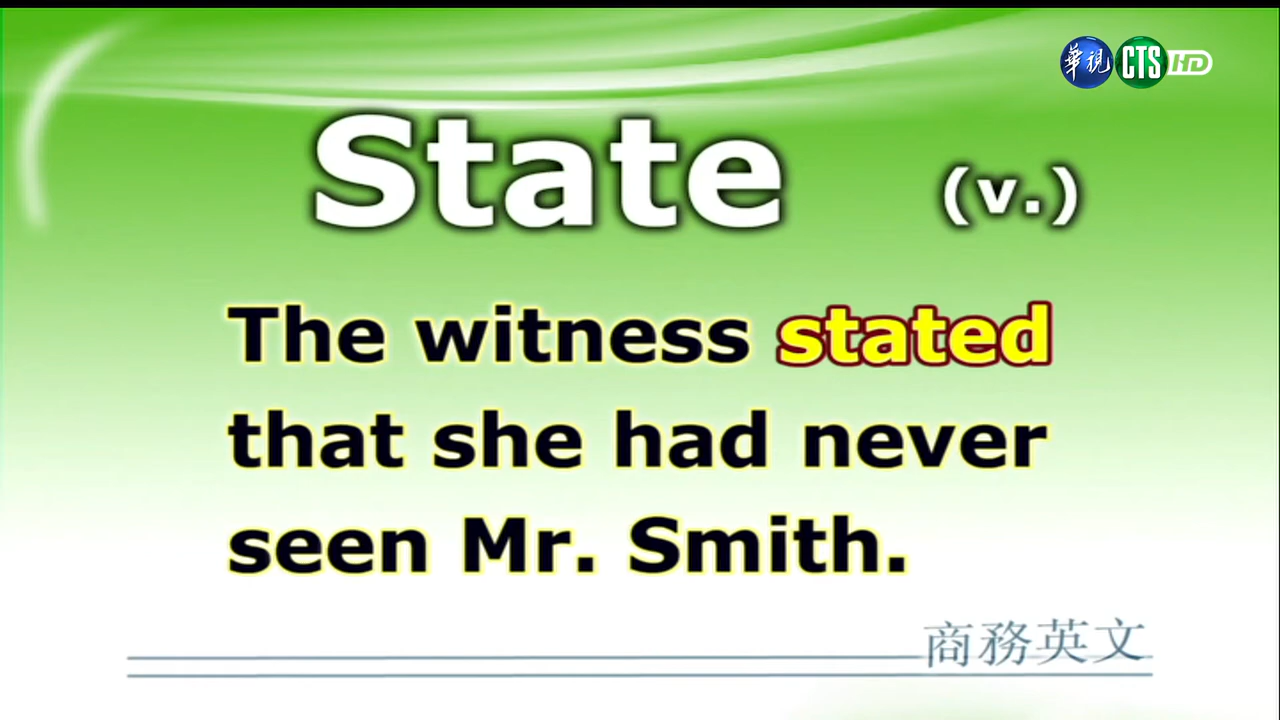 華視 CTS HD
State (v.)
The witness stated
that she had never
seen Mr. Smith.
商務英文